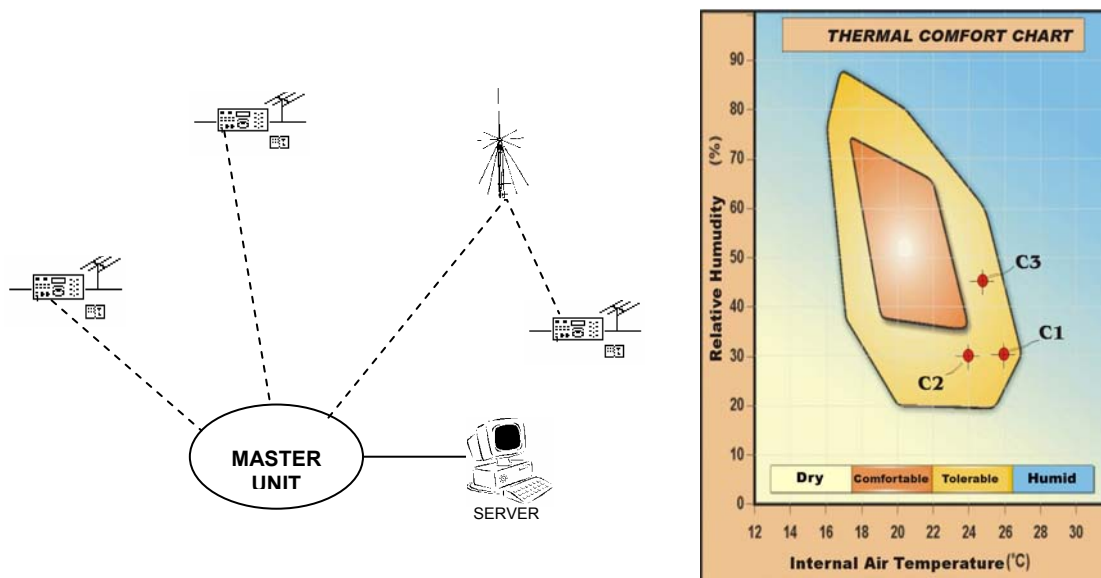 MASTER
UNIT
SERVER
THERMAL COMFORT CHART
Relative Humudity (%)
90
80
70
60
50
40
30
20
10
0
C3
C1
C2
Dry Comfortable Tolerable Humid
12 14 16 18 20 22 24 26 28 30
Internal Air Temperature(°C)